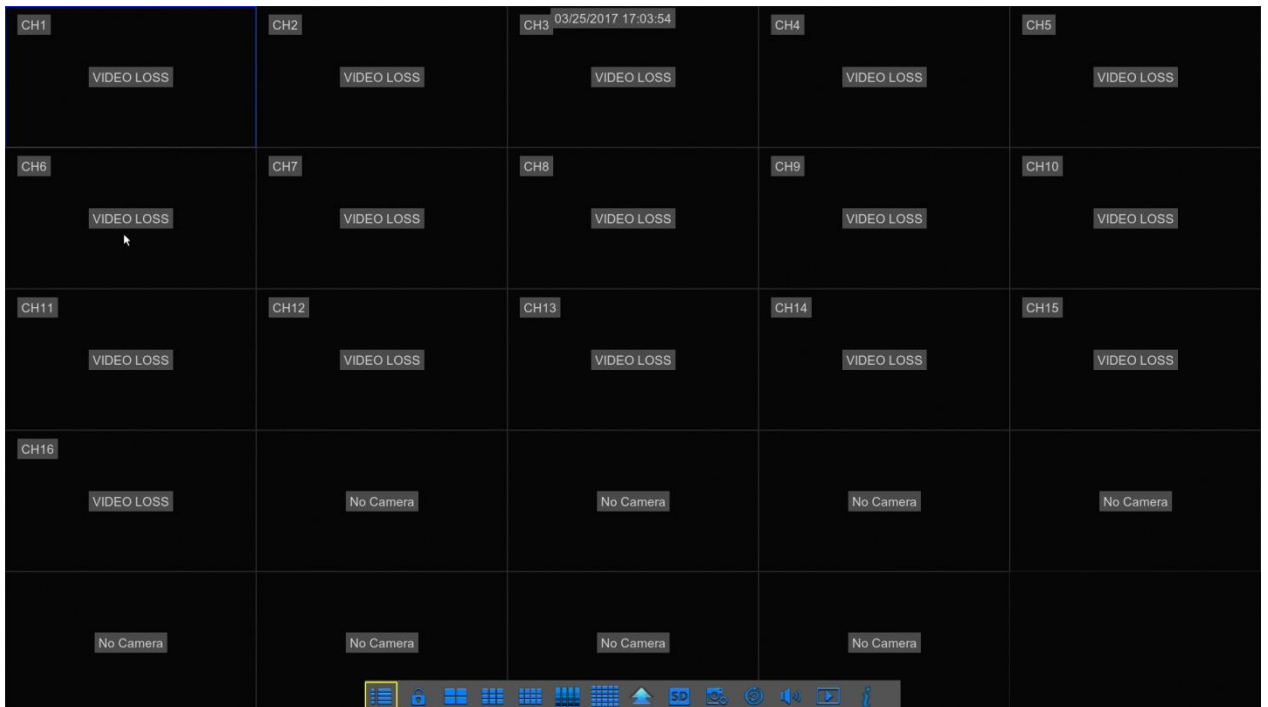 CH1
CH2
CH3
03/25/2017 17:03:54
CH4
CH5
VIDEO LOSS
VIDEO LOSS
VIDEO LOSS
VIDEO LOSS
VIDEO LOSS
CH6
CH7
CH8
CH9
CH10
VIDEO LOSS
VIDEO LOSS
VIDEO LOSS
VIDEO LOSS
VIDEO LOSS
CH11
CH12
CH13
CH14
CH15
VIDEO LOSS
VIDEO LOSS
VIDEO LOSS
VIDEO LOSS
VIDEO LOSS
CH16
VIDEO LOSS
No Camera
No Camera
No Camera
No Camera
No Camera
No Camera
No Camera
No Camera
SD
i